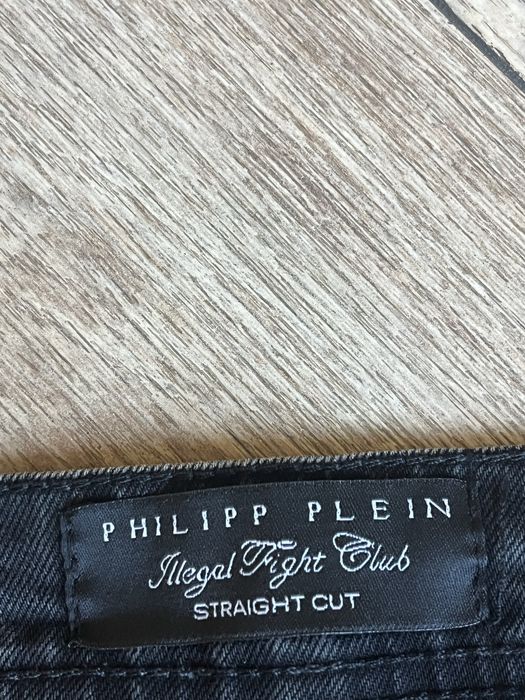 PHILIPP PLEIN
Illegal Fight Club
STRAIGHT CUT